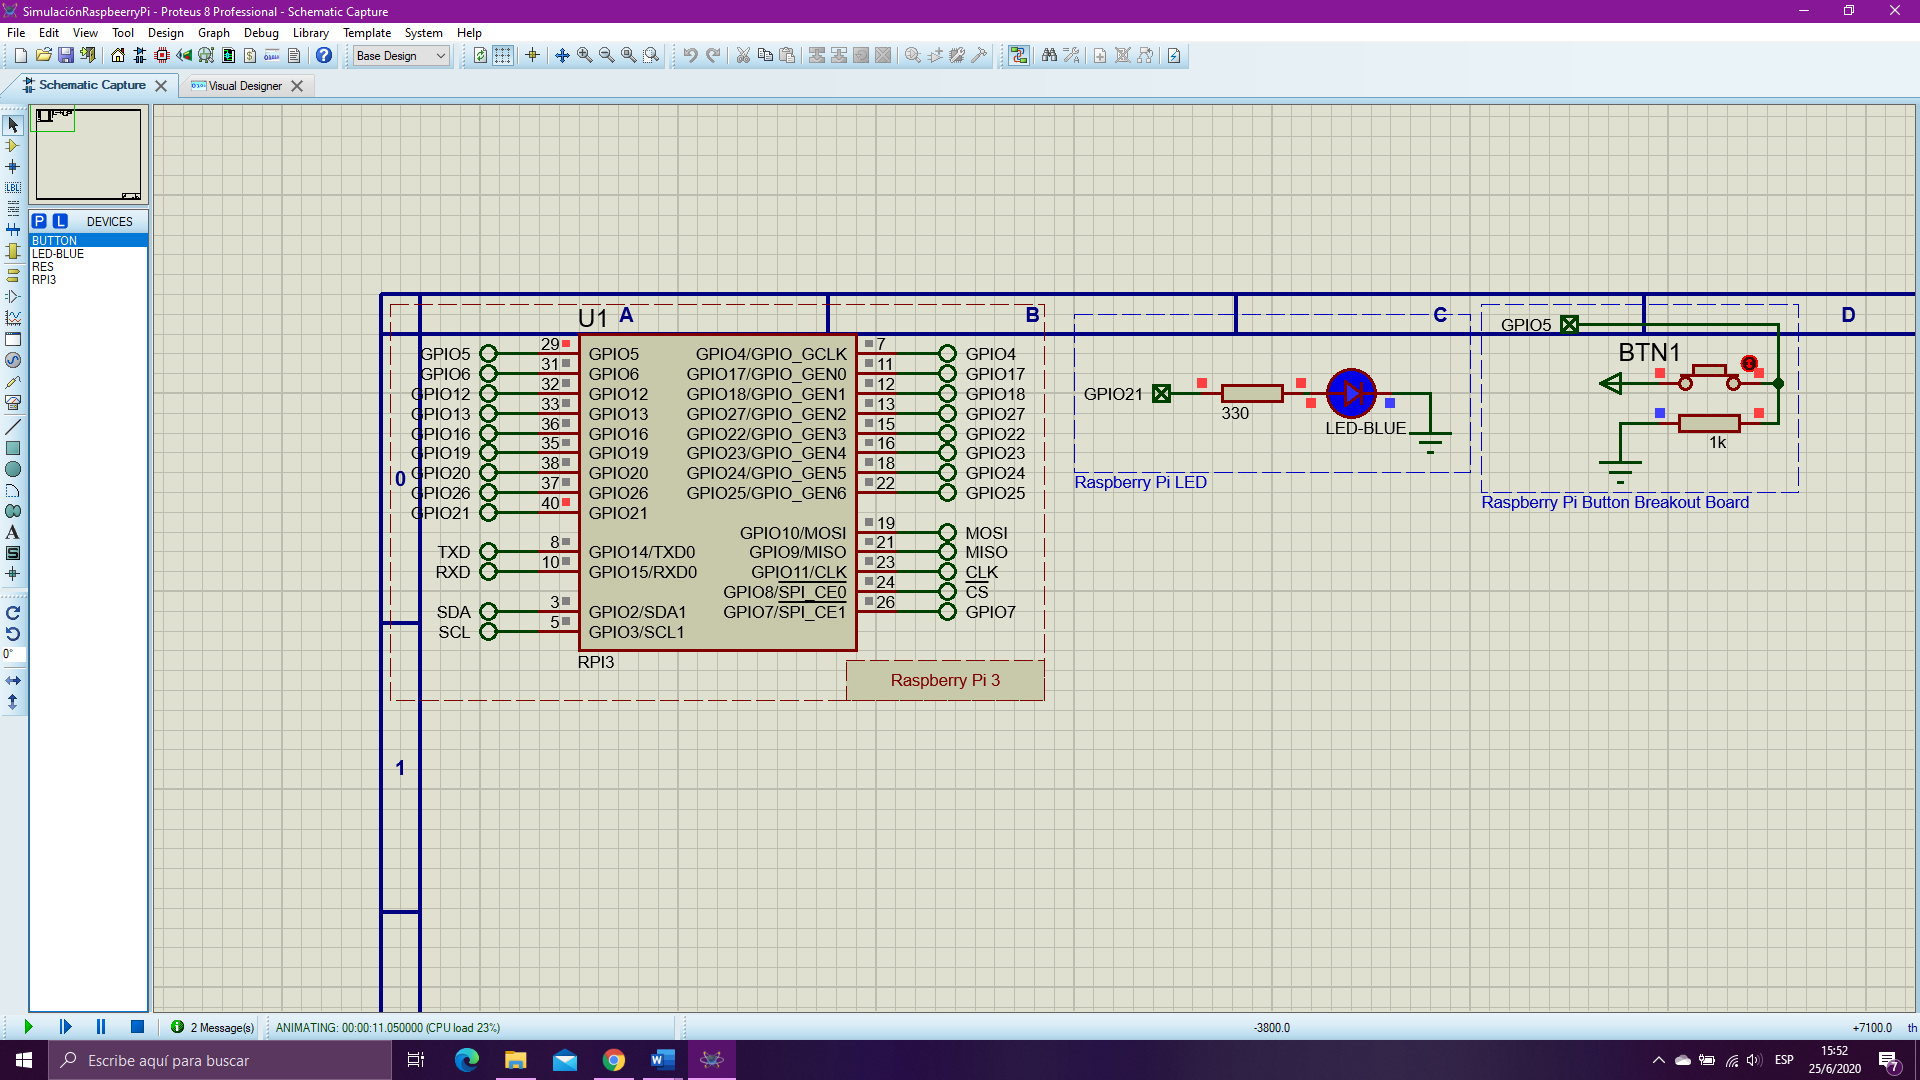 SimulaciónRaspbeerryPi - Proteus 8 Professional - Schematic Capture
File Edit View Tool Design Graph Debug Library Template System Help
Base Design
Schematic Capture
Visual Designer
P L DEVICES
BUTTON
LED-BLUE
RES
RPI3
LBL
A
S
0°
A B C D
0
1
U1
GPIO5 29 GPIO5
GPIO6 31 GPIO6
GPIO12 32 GPIO12
GPIO13 33 GPIO13
GPIO16 36 GPIO16
GPIO19 35 GPIO19
GPIO20 38 GPIO20
GPIO26 37 GPIO26
GPIO21 40 GPIO21
TXD 8 GPIO14/TXD0
RXD 10 GPIO15/RXD0
SDA 3 GPIO2/SDA1
SCL 5 GPIO3/SCL1
GPIO4/GPIO_GCLK 7 GPIO4
GPIO17/GPIO_GEN0 11 GPIO17
GPIO18/GPIO_GEN1 12 GPIO18
GPIO27/GPIO_GEN2 13 GPIO27
GPIO22/GPIO_GEN3 15 GPIO22
GPIO23/GPIO_GEN4 16 GPIO23
GPIO24/GPIO_GEN5 18 GPIO24
GPIO25/GPIO_GEN6 22 GPIO25
GPIO10/MOSI 19 MOSI
GPIO9/MISO 21 MISO
GPIO11/CLK 23 CLK
GPIO8/SPI_CE0 24 CS
GPIO7/SPI_CE1 26 GPIO7
RPI3
Raspberry Pi 3
GPIO21
330
LED-BLUE
Raspberry Pi LED
GPIO5
BTN1
1k
Raspberry Pi Button Breakout Board
2 Message(s)
ANIMATING: 00:00:11.050000 (CPU load 23%)
-3800.0
+7100.0
th
Escribe aquí para buscar
ESP
15:52
25/6/2020
7